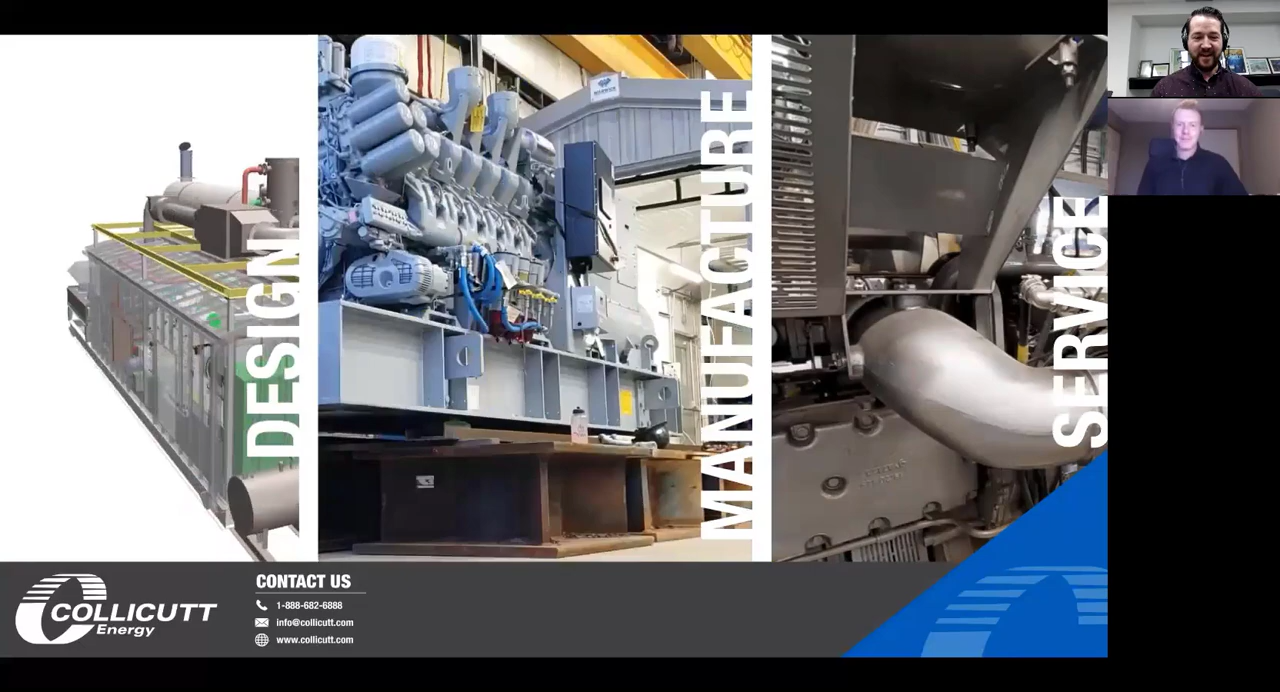 DESIGN
MANUFACTURE
SERVICE
COLLICUTT
Energy
CONTACT US
1-888-682-6888
info@collicutt.com
www.collicutt.com